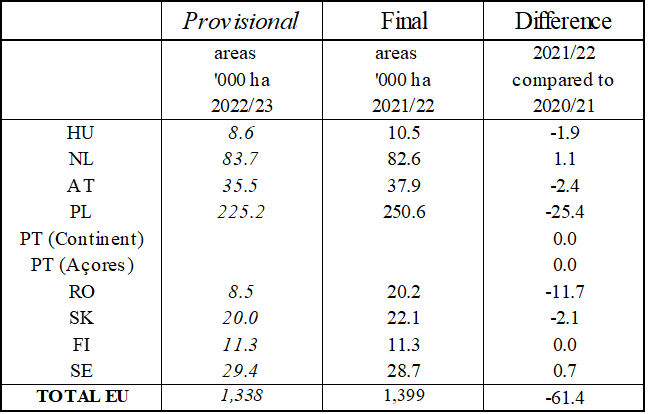 Provisional Final Difference
areas areas 2021/22
'000 ha '000 ha compared to
2022/23 2021/22 2020/21
HU 8.6 10.5 -1.9
NL 83.7 82.6 1.1
AT 35.5 37.9 -2.4
PL 225.2 250.6 -25.4
PT (Continent) 0.0
PT (Açores) 0.0
RO 8.5 20.2 -11.7
SK 20.0 22.1 -2.1
FI 11.3 11.3 0.0
SE 29.4 28.7 0.7
TOTAL EU 1,338 1,399 -61.4